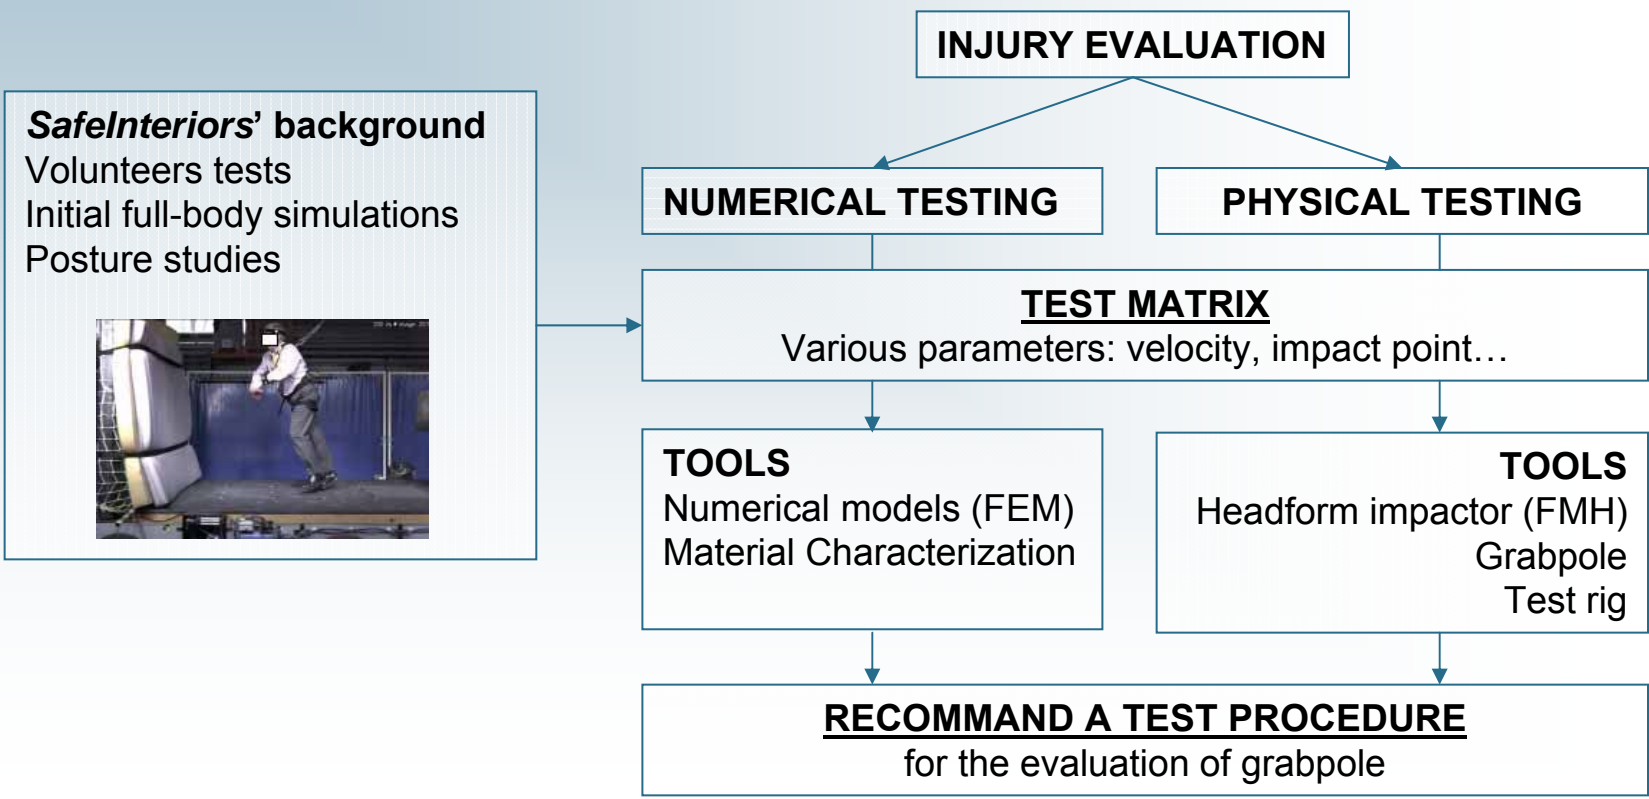 INJURY EVALUATION
SafeInteriors' background
Volunteers tests
Initial full-body simulations
Posture studies
NUMERICAL TESTING
PHYSICAL TESTING
TEST MATRIX
Various parameters: velocity, impact point…
TOOLS
Numerical models (FEM)
Material Characterization
TOOLS
Headform impactor (FMH)
Grabpole
Test rig
RECOMMAND A TEST PROCEDURE
for the evaluation of grabpole